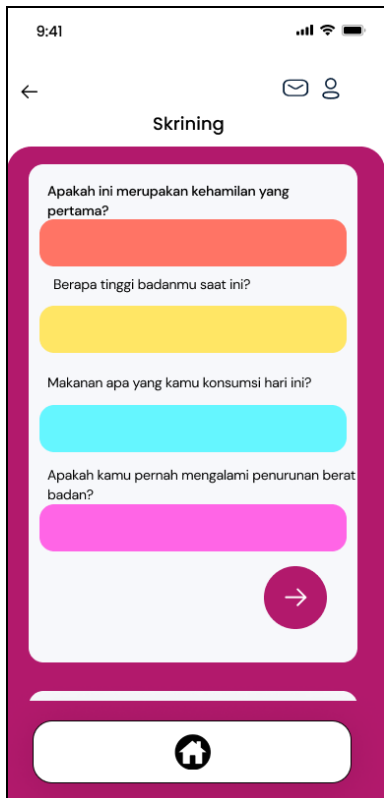 9:41
Skrining
Apakah ini merupakan kehamilan yang
pertama?
Berapa tinggi badanmu saat ini?
Makanan apa yang kamu konsumsi hari ini?
Apakah kamu pernah mengalami penurunan berat
badan?